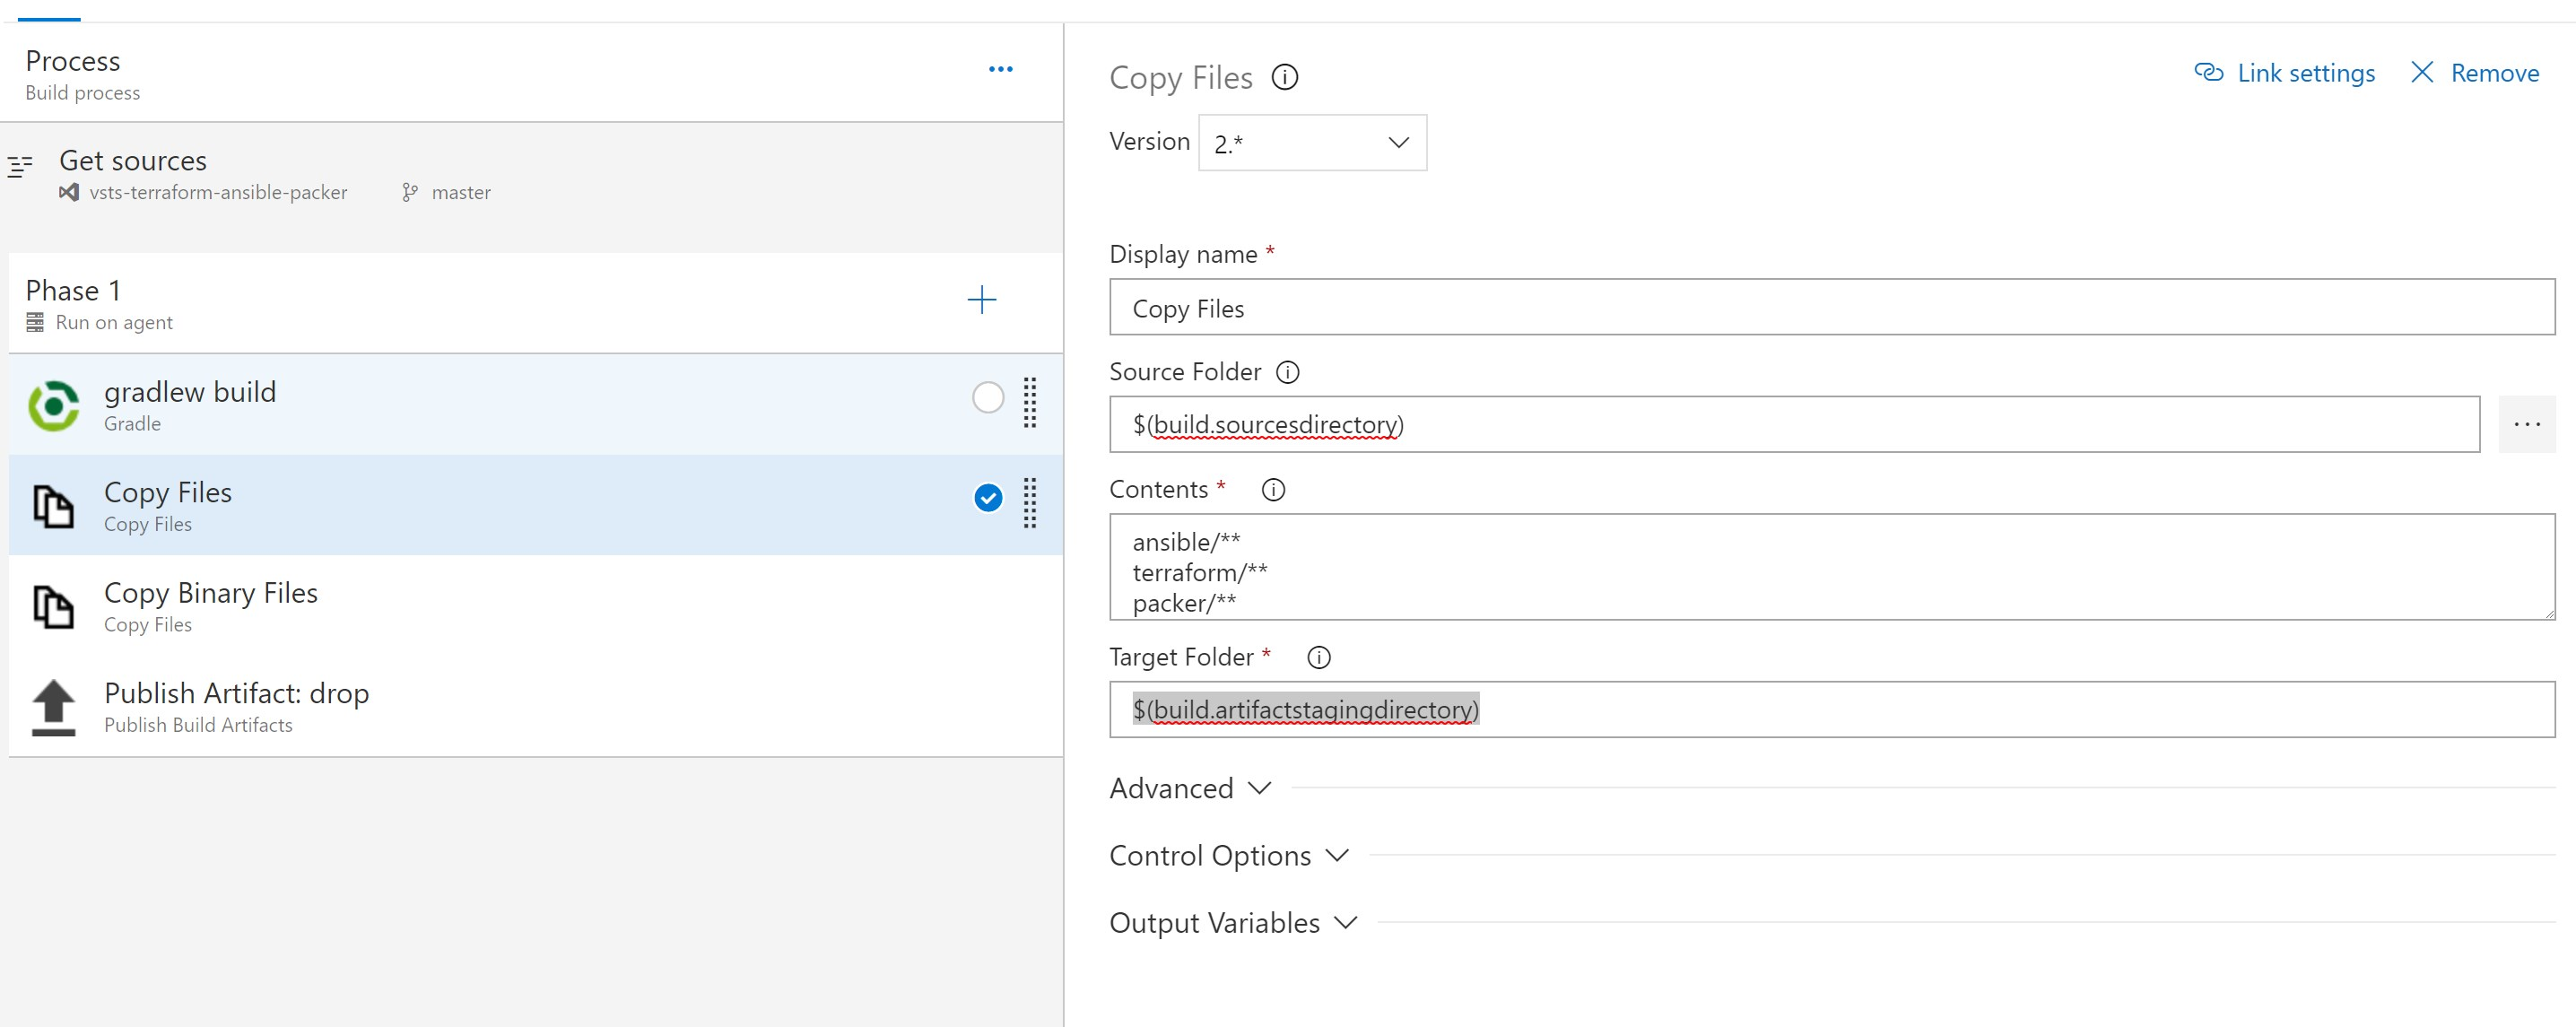 Process
Build process
Get sources
vsts-terraform-ansible-packer master
Phase 1
Run on agent
gradlew build
Gradle
Copy Files
Copy Files
Copy Binary Files
Copy Files
Publish Artifact: drop
Publish Build Artifacts
Copy Files
Link settings
Remove
Version 2.*
Display name *
Copy Files
Source Folder
$(build.sourcesdirectory)
Contents *
ansible/**
terraform/**
packer/**
Target Folder *
$(build.artifactstagingdirectory)
Advanced
Control Options
Output Variables